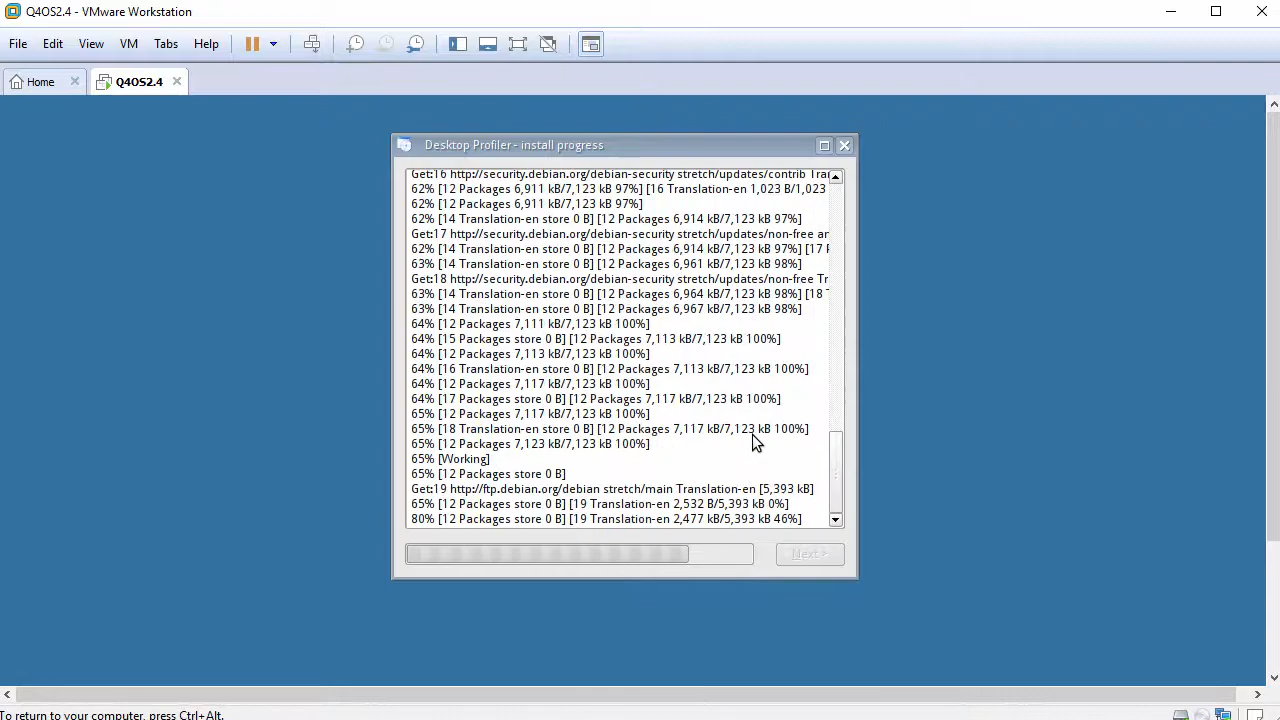 Q4OS2.4 - VMware Workstation
File Edit View VM Tabs Help
Home Q4OS2.4
Desktop Profiler - install progress
Get:16 http://security.debian.org/debian-security stretch/updates/contrib Tran
62% [12 Packages 6,911 kB/7,123 kB 97%] [16 Translation-en 1,023 B/1,023
62% [12 Packages 6,911 kB/7,123 kB 97%]
62% [14 Translation-en store 0 B] [12 Packages 6,914 kB/7,123 kB 97%]
Get:17 http://security.debian.org/debian-security stretch/updates/non-free an
62% [14 Translation-en store 0 B] [12 Packages 6,914 kB/7,123 kB 97%] [17 P
63% [14 Translation-en store 0 B] [12 Packages 6,961 kB/7,123 kB 98%]
Get:18 http://security.debian.org/debian-security stretch/updates/non-free Tr
63% [14 Translation-en store 0 B] [12 Packages 6,964 kB/7,123 kB 98%] [18 T
63% [14 Translation-en store 0 B] [12 Packages 6,967 kB/7,123 kB 98%]
64% [12 Packages 7,111 kB/7,123 kB 100%]
64% [15 Packages store 0 B] [12 Packages 7,113 kB/7,123 kB 100%]
64% [12 Packages 7,113 kB/7,123 kB 100%]
64% [16 Translation-en store 0 B] [12 Packages 7,113 kB/7,123 kB 100%]
64% [12 Packages 7,117 kB/7,123 kB 100%]
64% [17 Packages store 0 B] [12 Packages 7,117 kB/7,123 kB 100%]
65% [12 Packages 7,117 kB/7,123 kB 100%]
65% [18 Translation-en store 0 B] [12 Packages 7,117 kB/7,123 kB 100%]
65% [12 Packages 7,123 kB/7,123 kB 100%]
65% [Working]
65% [12 Packages store 0 B]
Get:19 http://ftp.debian.org/debian stretch/main Translation-en [5,393 kB]
65% [12 Packages store 0 B] [19 Translation-en 2,532 B/5,393 kB 0%]
80% [12 Packages store 0 B] [19 Translation-en 2,477 kB/5,393 kB 46%]
Next >
To return to your computer, press Ctrl+Alt.